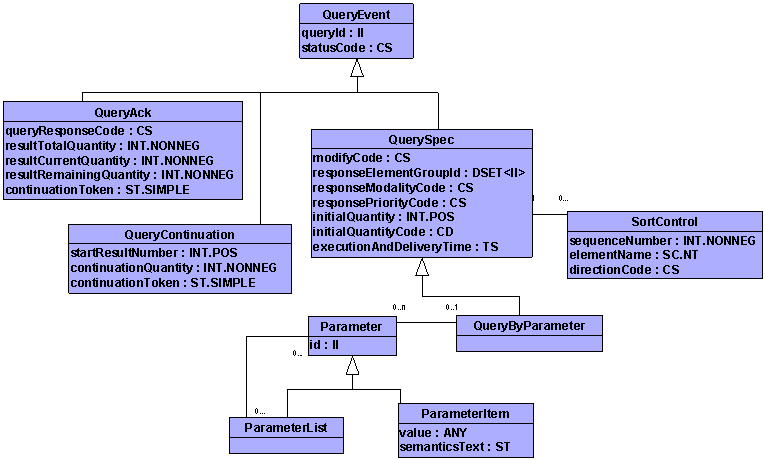 QueryEvent
queryId : II
statusCode : CS
QueryAck
queryResponseCode : CS
resultTotalQuantity : INT.NONNEG
resultCurrentQuantity : INT.NONNEG
resultRemainingQuantity : INT.NONNEG
continuationToken : ST.SIMPLE
QuerySpec
modifyCode : CS
responseElementGroupId : DSET<II>
responseModalityCode : CS
responsePriorityCode : CS
initialQuantity : INT.POS
initialQuantityCode : CD
executionAndDeliveryTime : TS
0...
SortControl
sequenceNumber : INT.NONNEG
elementName : SC.NT
directionCode : CS
QueryContinuation
startResultNumber : INT.POS
continuationQuantity : INT.NONNEG
continuationToken : ST.SIMPLE
0..n
0..1
Parameter
id : II
QueryByParameter
0...
0...
ParameterList
ParameterItem
value : ANY
semanticsText : ST